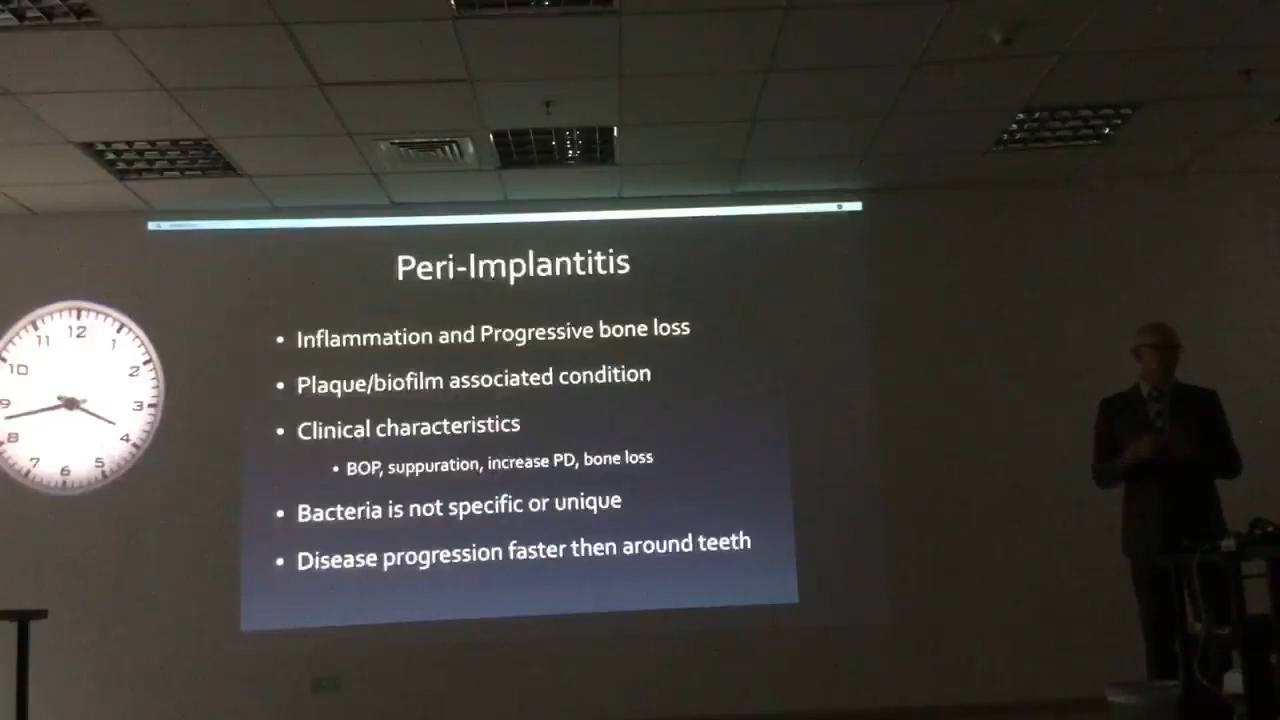 Peri-Implantitis
• Inflammation and Progressive bone loss
• Plaque/biofilm associated condition
• Clinical characteristics
• BOP, suppuration, increase PD, bone loss
• Bacteria is not specific or unique
• Disease progression faster then around teeth
12
1
2
3
4
5
6
7
8
9
10
11